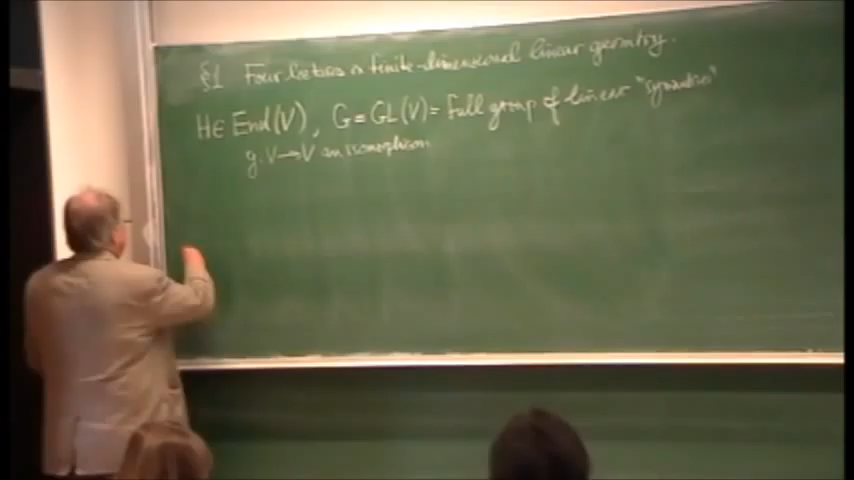 §1 Four lectures on finite-dimensional linear geometry.
H ∈ End(V), G = GL(V) = Full group of linear "symmetries"
g: V → V an isomorphism